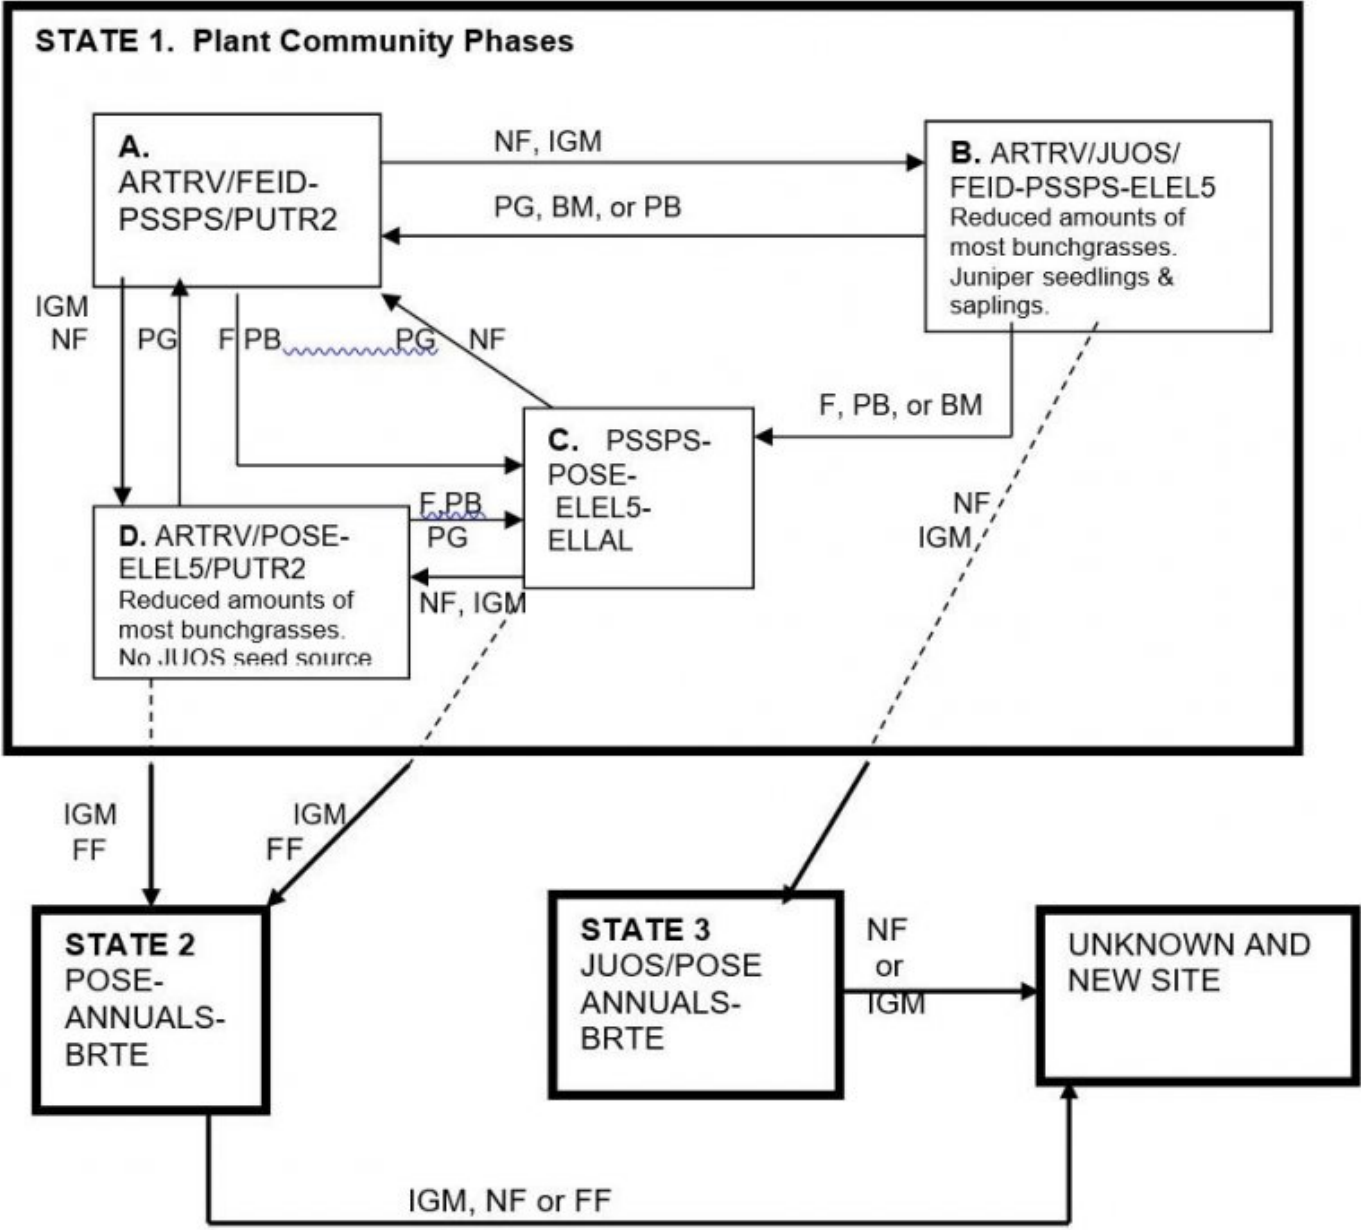 STATE 1. Plant Community Phases
A.
ARTRV/FEID-
PSSPS/PUTR2
NF, IGM
PG, BM, or PB
B. ARTRV/JUOS/
FEID-PSSPS-ELEL5
Reduced amounts of
most bunchgrasses.
Juniper seedlings &
saplings.
IGM
NF
PG
F PB
PG NF
F, PB, or BM
C. PSSPS-
POSE-
ELEL5-
ELLAL
F,PB
PG
NF, IGM
NF
IGM
D. ARTRV/POSE-
ELEL5/PUTR2
Reduced amounts of
most bunchgrasses.
No JUOS seed source
IGM
FF
IGM
FF
STATE 2
POSE-
ANNUALS-
BRTE
STATE 3
JUOS/POSE
ANNUALS-
BRTE
NF
or
IGM
UNKNOWN AND
NEW SITE
IGM, NF or FF